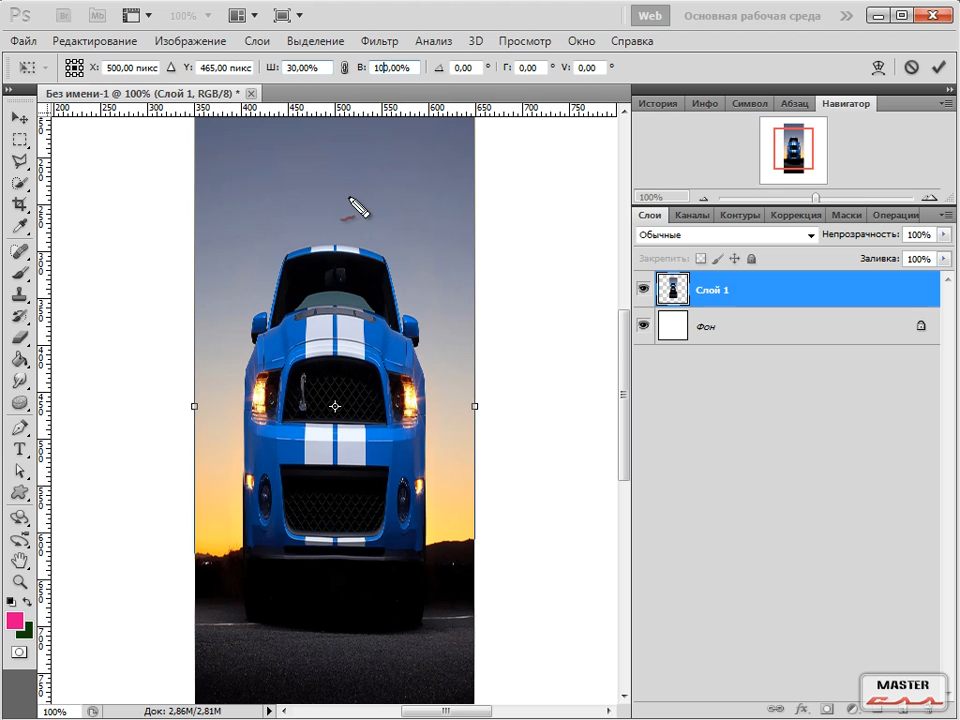 Ps Br Mb 100% Web Основная рабочая среда
Файл Редактирование Изображение Слои Выделение Фильтр Анализ 3D Просмотр Окно Справка
X: 500,00 пикс Y: 465,00 пикс Ш: 30,00% В: 100,00% 0,00 ° Г: 0,00 ° V: 0,00 °
Без имени-1 @ 100% (Слой 1, RGB/8) *
История Инфо Символ Абзац Навигатор
200 250 300 350 400 450 500 550 600 650 700 750
100%
Слои Каналы Контуры Коррекция Маски Операции
Обычные Непрозрачность: 100%
Закрепить: Заливка: 100%
Слой 1
Фон
MASTER
css
100% Док: 2,86M/2,81M